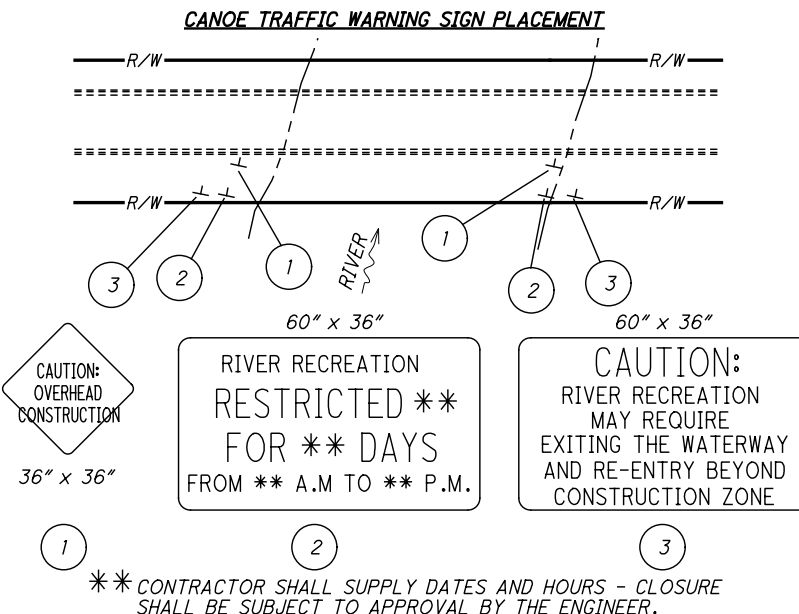 CANOE TRAFFIC WARNING SIGN PLACEMENT
R/W R/W
R/W R/W
3 2 1 RIVER 1 2 3
CAUTION:
OVERHEAD
CONSTRUCTION
36" x 36"
1
60" x 36"
RIVER RECREATION
RESTRICTED **
FOR ** DAYS
FROM ** A.M TO ** P.M.
2
60" x 36"
CAUTION:
RIVER RECREATION
MAY REQUIRE
EXITING THE WATERWAY
AND RE-ENTRY BEYOND
CONSTRUCTION ZONE
3
** CONTRACTOR SHALL SUPPLY DATES AND HOURS - CLOSURE
SHALL BE SUBJECT TO APPROVAL BY THE ENGINEER.